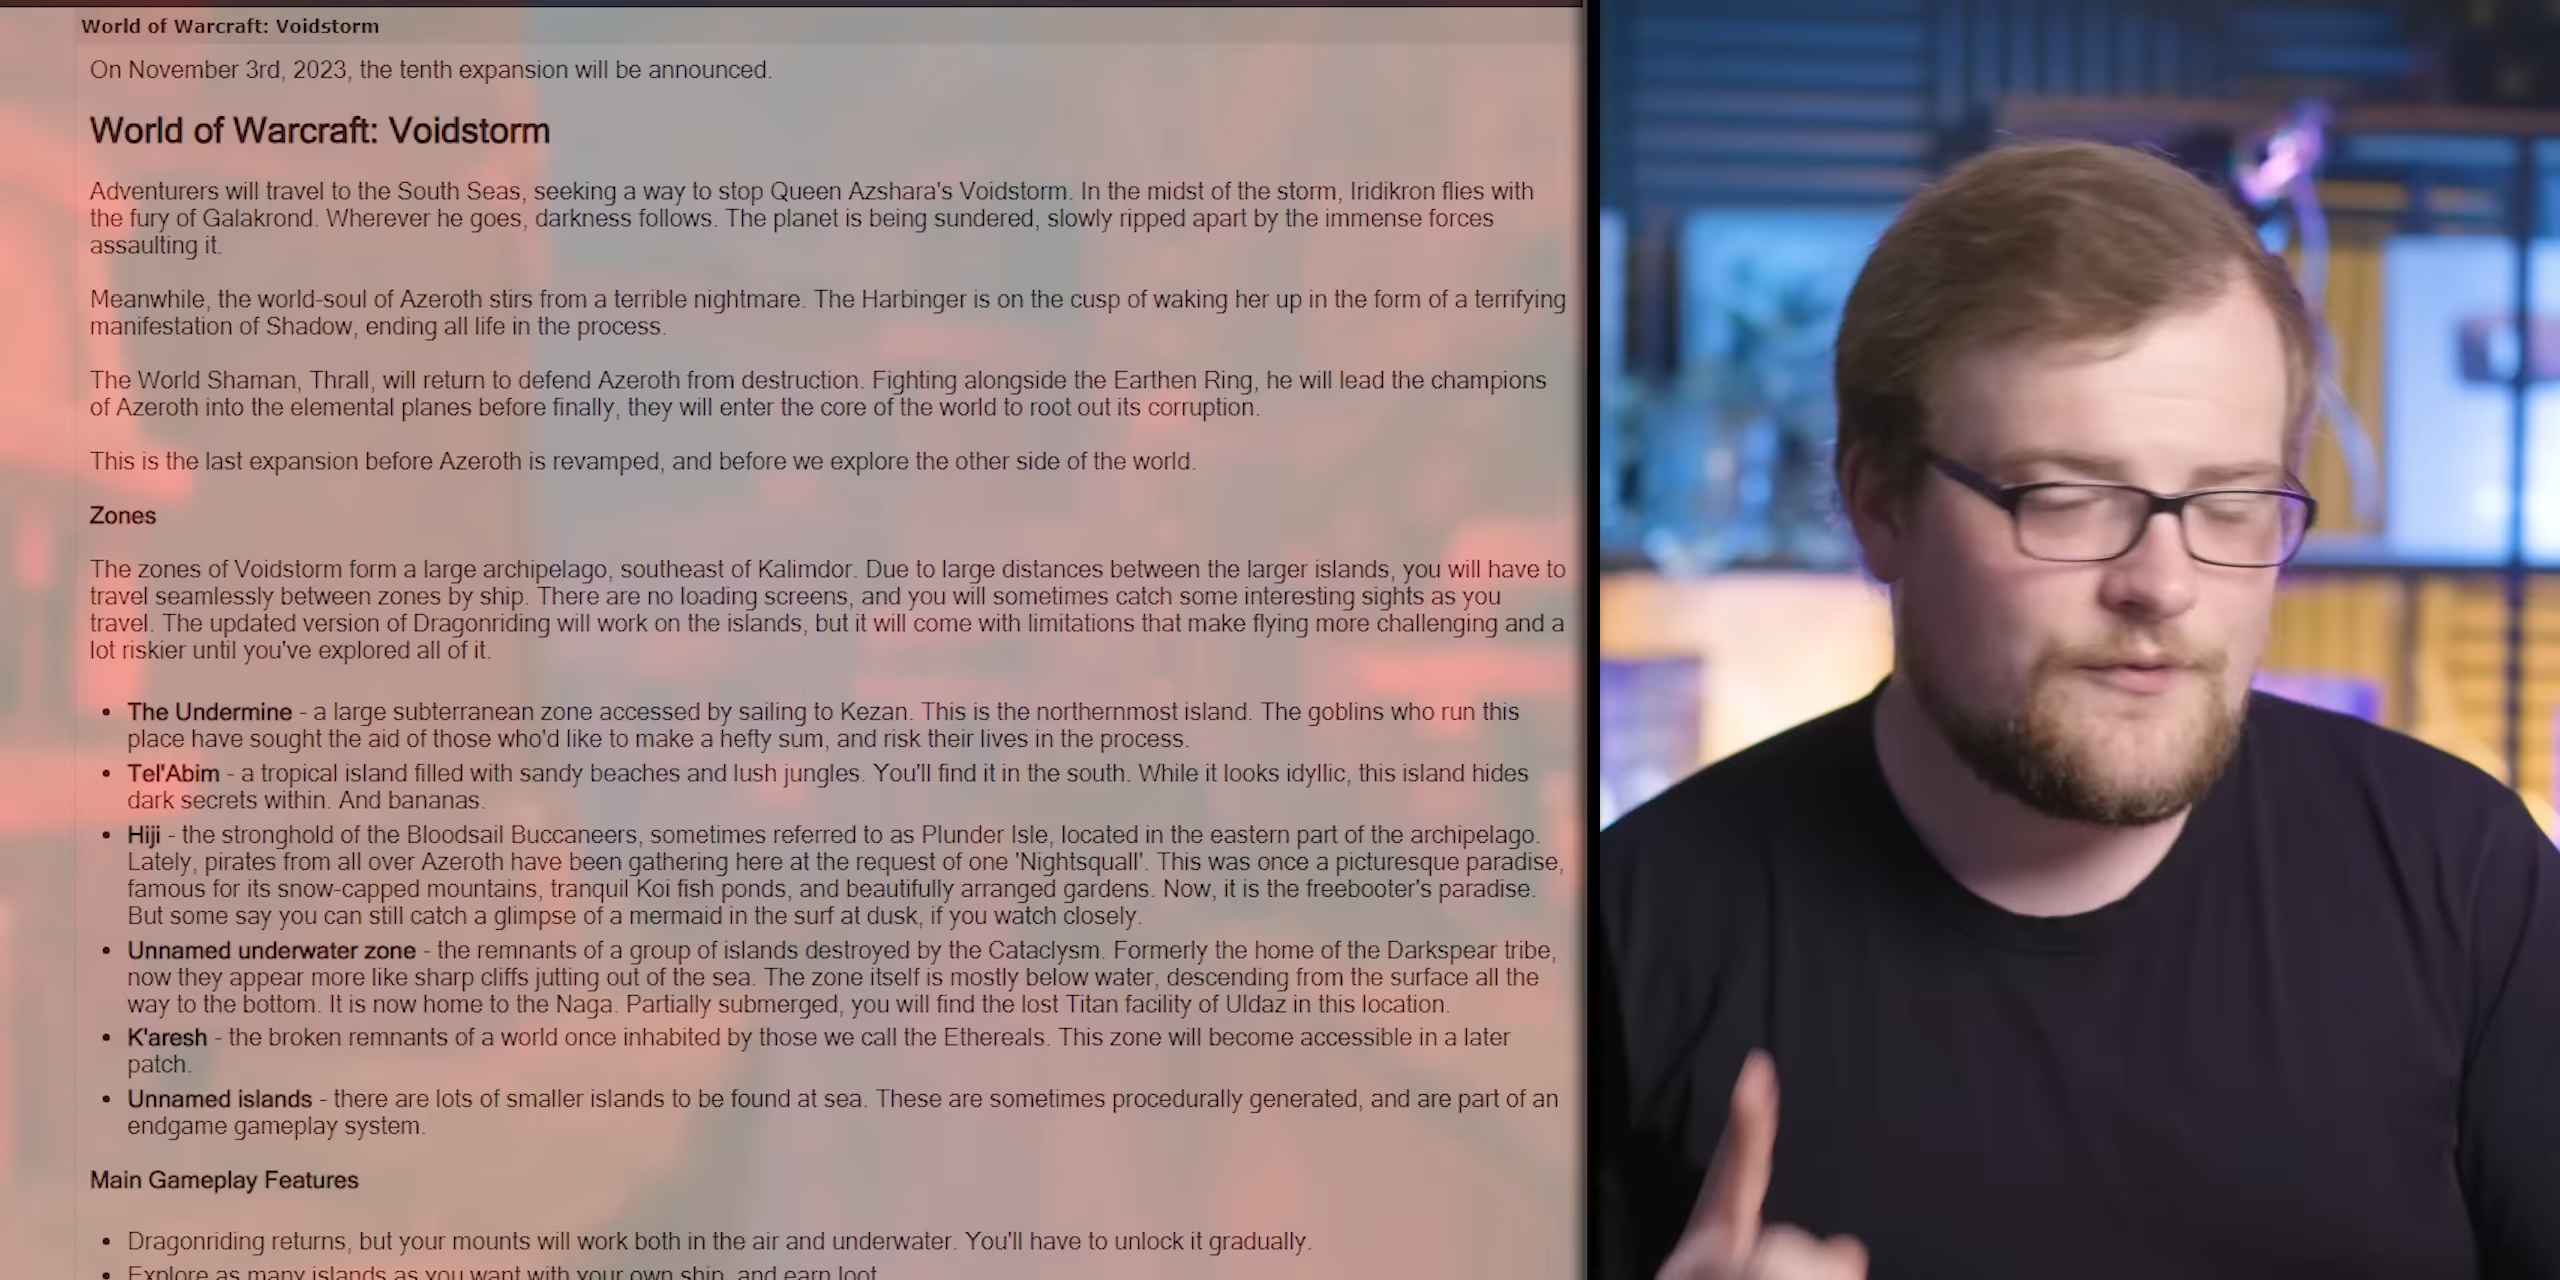 World of Warcraft: Voidstorm
On November 3rd, 2023, the tenth expansion will be announced.
World of Warcraft: Voidstorm
Adventurers will travel to the South Seas, seeking a way to stop Queen Azshara's Voidstorm. In the midst of the storm, Iridikron flies with
the fury of Galakrond. Wherever he goes, darkness follows. The planet is being sundered, slowly ripped apart by the immense forces
assaulting it.
Meanwhile, the world-soul of Azeroth stirs from a terrible nightmare. The Harbinger is on the cusp of waking her up in the form of a terrifying
manifestation of Shadow, ending all life in the process.
The World Shaman, Thrall, will return to defend Azeroth from destruction. Fighting alongside the Earthen Ring, he will lead the champions
of Azeroth into the elemental planes before finally, they will enter the core of the world to root out its corruption.
This is the last expansion before Azeroth is revamped, and before we explore the other side of the world.
Zones
The zones of Voidstorm form a large archipelago, southeast of Kalimdor. Due to large distances between the larger islands, you will have to
travel seamlessly between zones by ship. There are no loading screens, and you will sometimes catch some interesting sights as you
travel. The updated version of Dragonriding will work on the islands, but it will come with limitations that make flying more challenging and a
lot riskier until you've explored all of it.
• The Undermine - a large subterranean zone accessed by sailing to Kezan. This is the northernmost island. The goblins who run this
place have sought the aid of those who'd like to make a hefty sum, and risk their lives in the process.
• Tel'Abim - a tropical island filled with sandy beaches and lush jungles. You'll find it in the south. While it looks idyllic, this island hides
dark secrets within. And bananas.
• Hiji - the stronghold of the Bloodsail Buccaneers, sometimes referred to as Plunder Isle, located in the eastern part of the archipelago.
Lately, pirates from all over Azeroth have been gathering here at the request of one 'Nightsquall'. This was once a picturesque paradise,
famous for its snow-capped mountains, tranquil Koi fish ponds, and beautifully arranged gardens. Now, it is the freebooter's paradise.
But some say you can still catch a glimpse of a mermaid in the surf at dusk, if you watch closely.
• Unnamed underwater zone - the remnants of a group of islands destroyed by the Cataclysm. Formerly the home of the Darkspear tribe,
now they appear more like sharp cliffs jutting out of the sea. The zone itself is mostly below water, descending from the surface all the
way to the bottom. It is now home to the Naga. Partially submerged, you will find the lost Titan facility of Uldaz in this location.
• K'aresh - the broken remnants of a world once inhabited by those we call the Ethereals. This zone will become accessible in a later
patch.
• Unnamed islands - there are lots of smaller islands to be found at sea. These are sometimes procedurally generated, and are part of an
endgame gameplay system.
Main Gameplay Features
• Dragonriding returns, but your mounts will work both in the air and underwater. You'll have to unlock it gradually.
• Explore as many islands as you want with your own ship, and earn loot